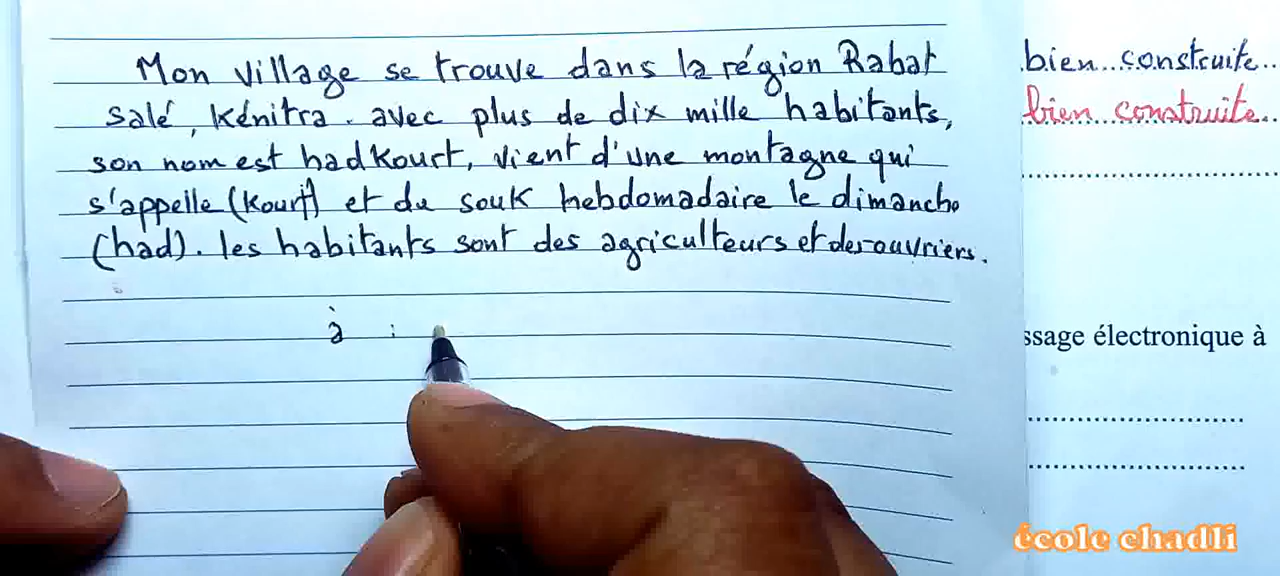 Mon village se trouve dans la région Rabat
salé, Kénitra. avec plus de dix mille habitants,
son nom est hadkourt, vient d'une montagne qui
s'appelle (kourt) et du souk hebdomadaire le dimanche
(had). les habitants sont des agriculteurs et des ouvriers.
à :
bien...construite...
bien...construite...
ssage électronique à
école chadli